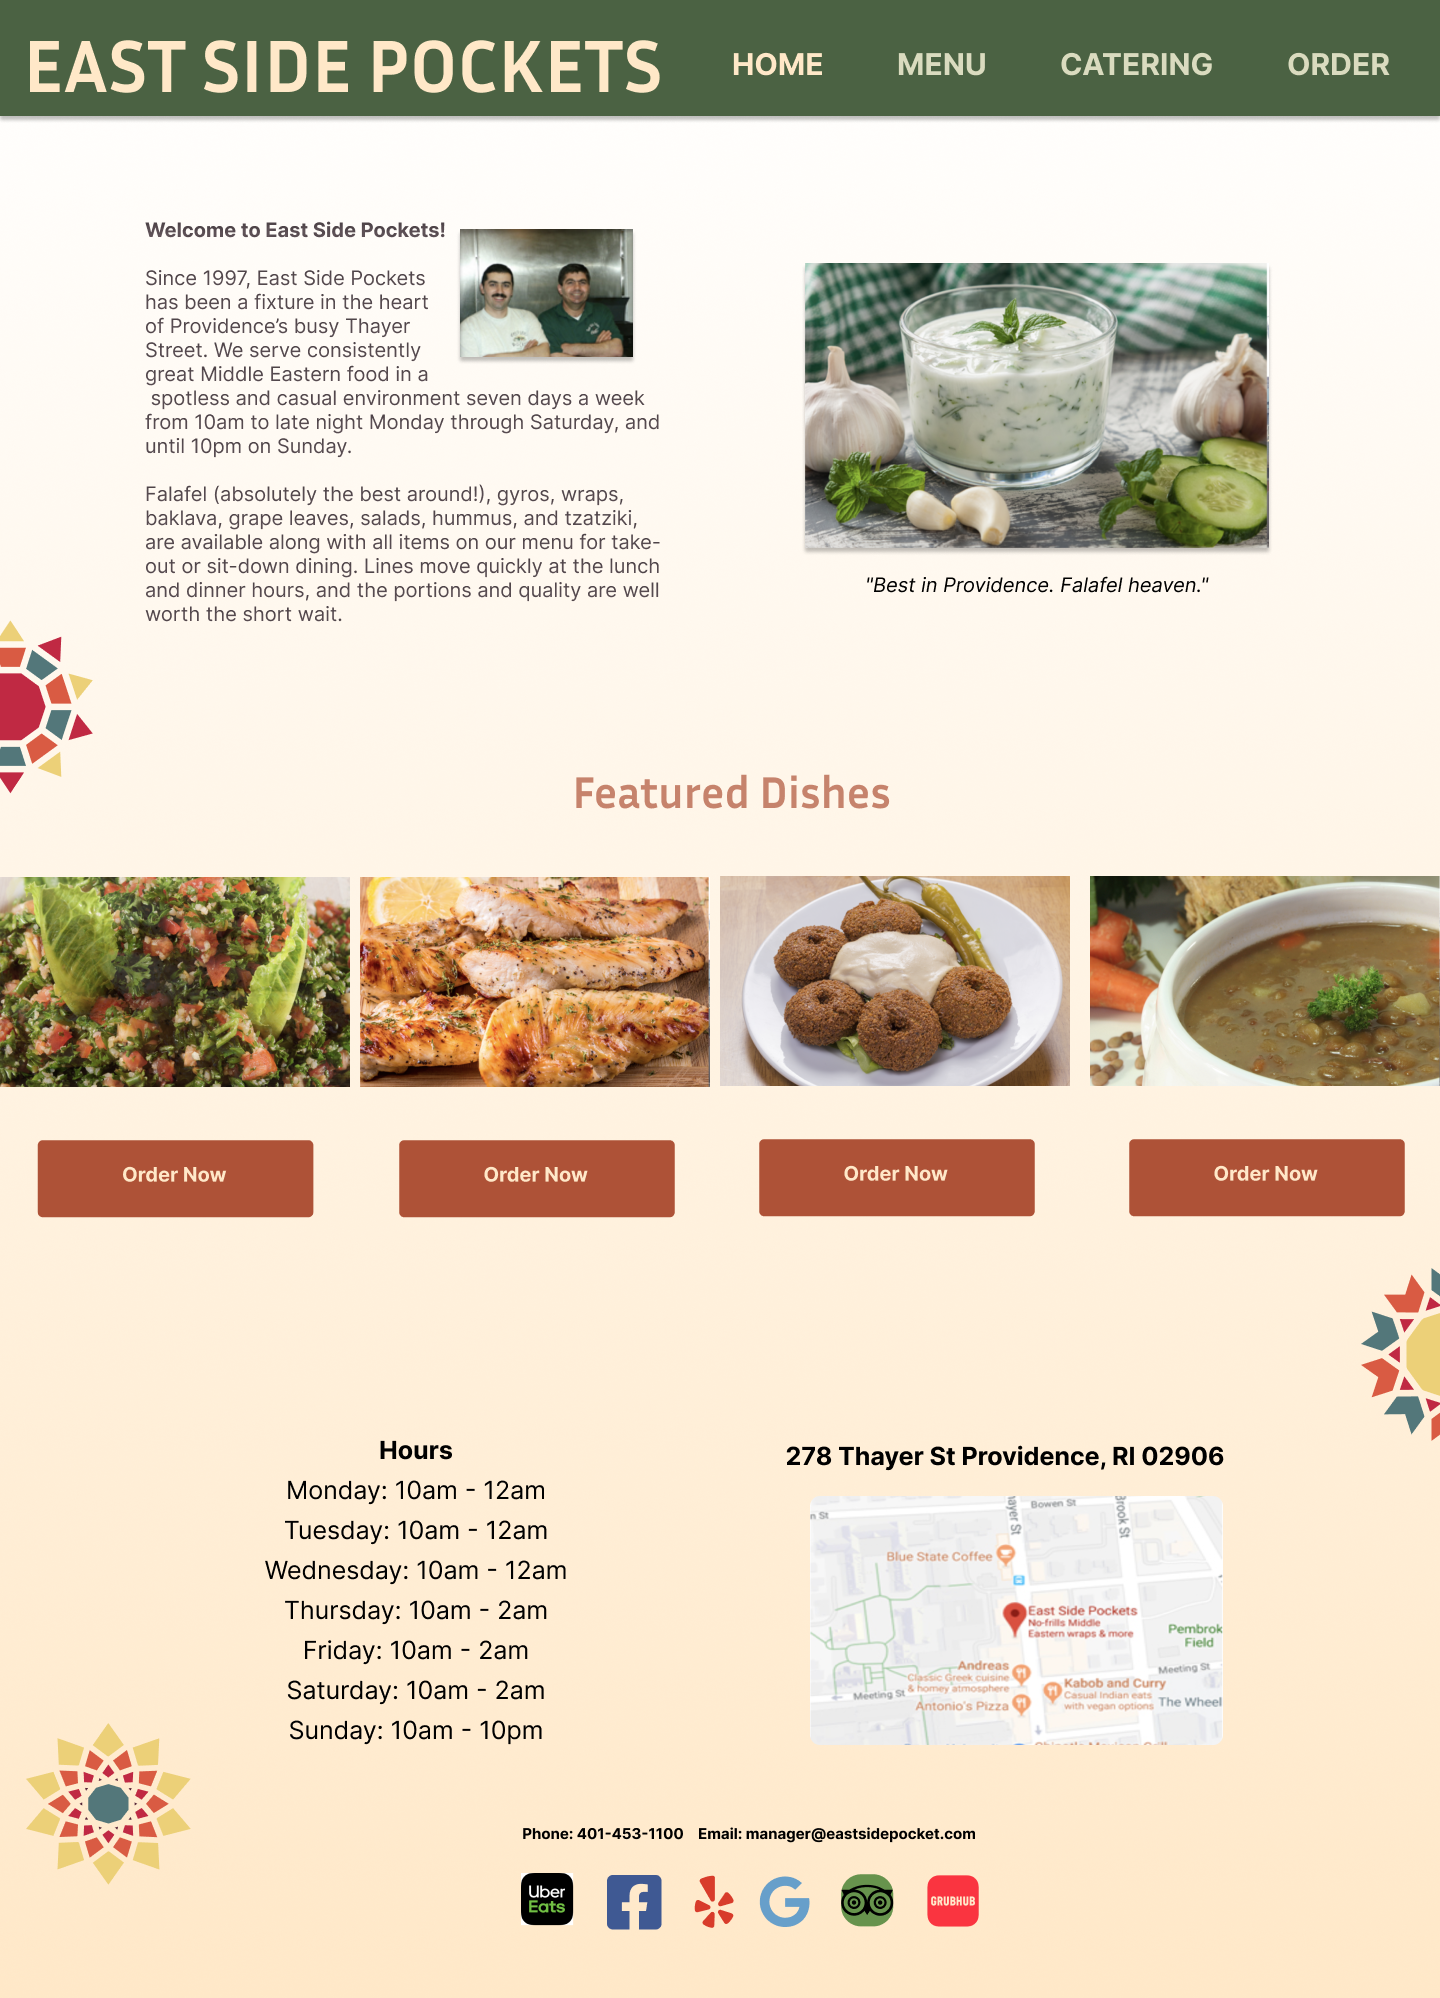 EAST SIDE POCKETS
HOME
MENU
CATERING
ORDER
Welcome to East Side Pockets!
Since 1997, East Side Pockets
has been a fixture in the heart
of Providence’s busy Thayer
Street. We serve consistently
great Middle Eastern food in a
spotless and casual environment seven days a week
from 10am to late night Monday through Saturday, and
until 10pm on Sunday.
Falafel (absolutely the best around!), gyros, wraps,
baklava, grape leaves, salads, hummus, and tzatziki,
are available along with all items on our menu for take-
out or sit-down dining. Lines move quickly at the lunch
and dinner hours, and the portions and quality are well
worth the short wait.
"Best in Providence. Falafel heaven."
Featured Dishes
Order Now
Order Now
Order Now
Order Now
Hours
Monday: 10am - 12am
Tuesday: 10am - 12am
Wednesday: 10am - 12am
Thursday: 10am - 2am
Friday: 10am - 2am
Saturday: 10am - 2am
Sunday: 10am - 10pm
278 Thayer St Providence, RI 02906
n St
ayer St
Bowen St
Brook St
Blue State Coffee
East Side Pockets
No-frills Middle
Eastern wraps & more
Pembrok
Field
Andreas
Classic Greek cuisine
& homey atmosphere
Meeting St
Meeting St
Antonio's Pizza
Kabob and Curry
Casual Indian eats
with vegan options
The Wheel
Phone: 401-453-1100 Email: manager@eastsidepocket.com
Uber
Eats
GRUBHUB